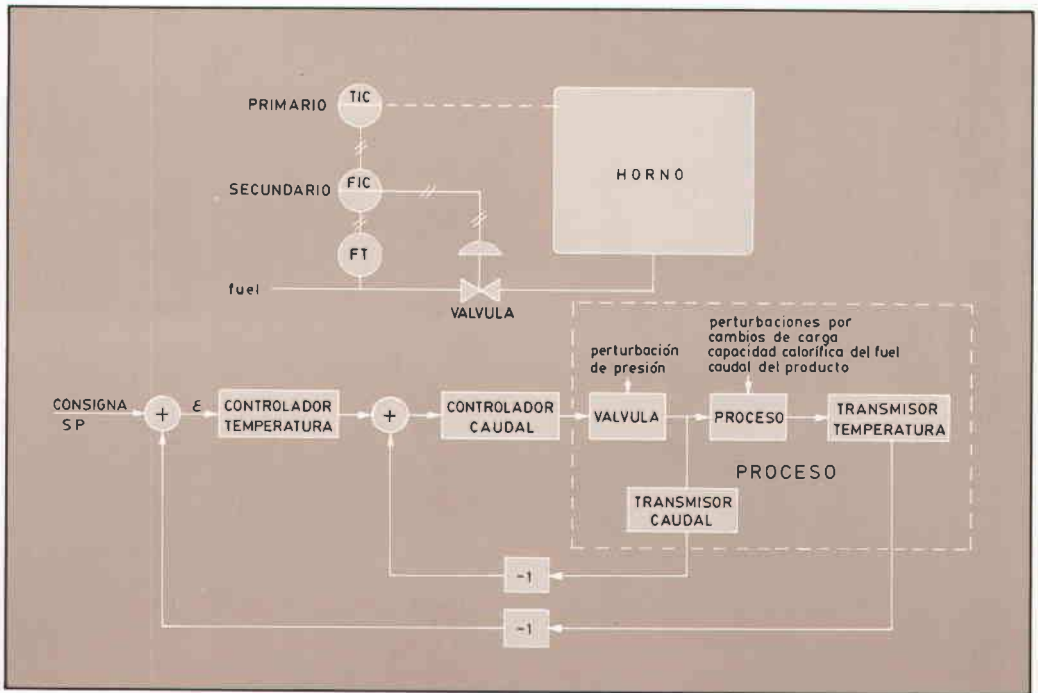 PRIMARIO
TIC
HORNO
SECUNDARIO
FIC
FT
fuel
VALVULA
perturbación
de presión
perturbaciones por
cambios de carga
capacidad calorífica del fuel
caudal del producto
CONSIGNA
SP
+
ε
CONTROLADOR
TEMPERATURA
+
CONTROLADOR
CAUDAL
VALVULA
PROCESO
TRANSMISOR
TEMPERATURA
PROCESO
TRANSMISOR
CAUDAL
-1
-1